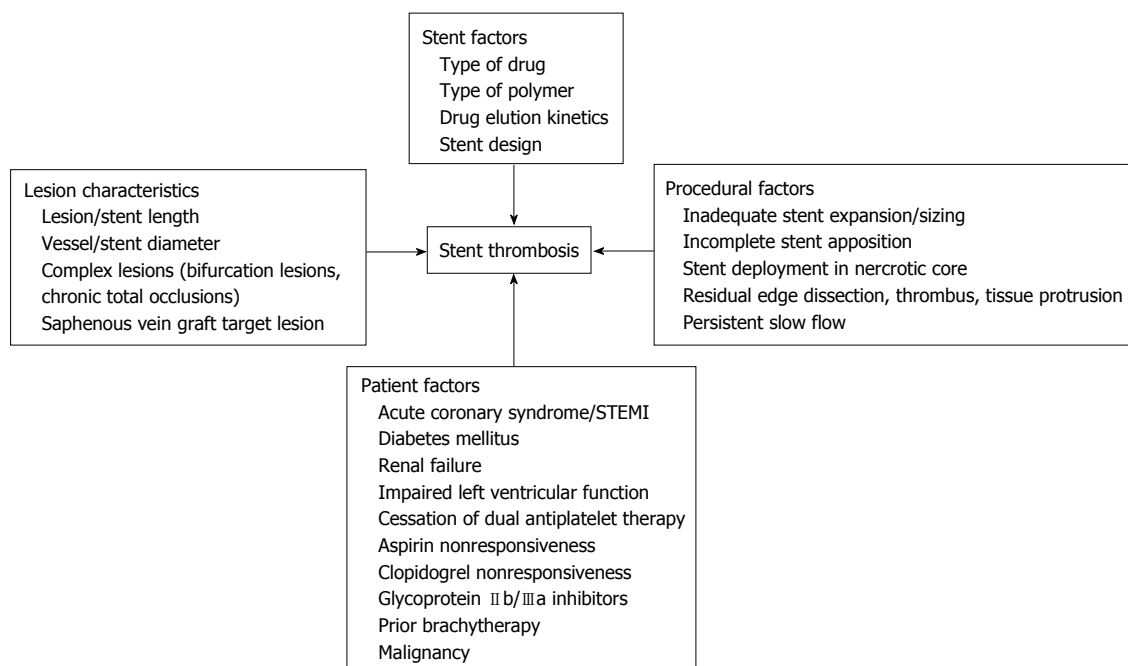 Stent factors
Type of drug
Type of polymer
Drug elution kinetics
Stent design
Lesion characteristics
Lesion/stent length
Vessel/stent diameter
Complex lesions (bifurcation lesions,
chronic total occlusions)
Saphenous vein graft target lesion
Stent thrombosis
Procedural factors
Inadequate stent expansion/sizing
Incomplete stent apposition
Stent deployment in nercrotic core
Residual edge dissection, thrombus, tissue protrusion
Persistent slow flow
Patient factors
Acute coronary syndrome/STEMI
Diabetes mellitus
Renal failure
Impaired left ventricular function
Cessation of dual antiplatelet therapy
Aspirin nonresponsiveness
Clopidogrel nonresponsiveness
Glycoprotein Ⅱb/Ⅲa inhibitors
Prior brachytherapy
Malignancy